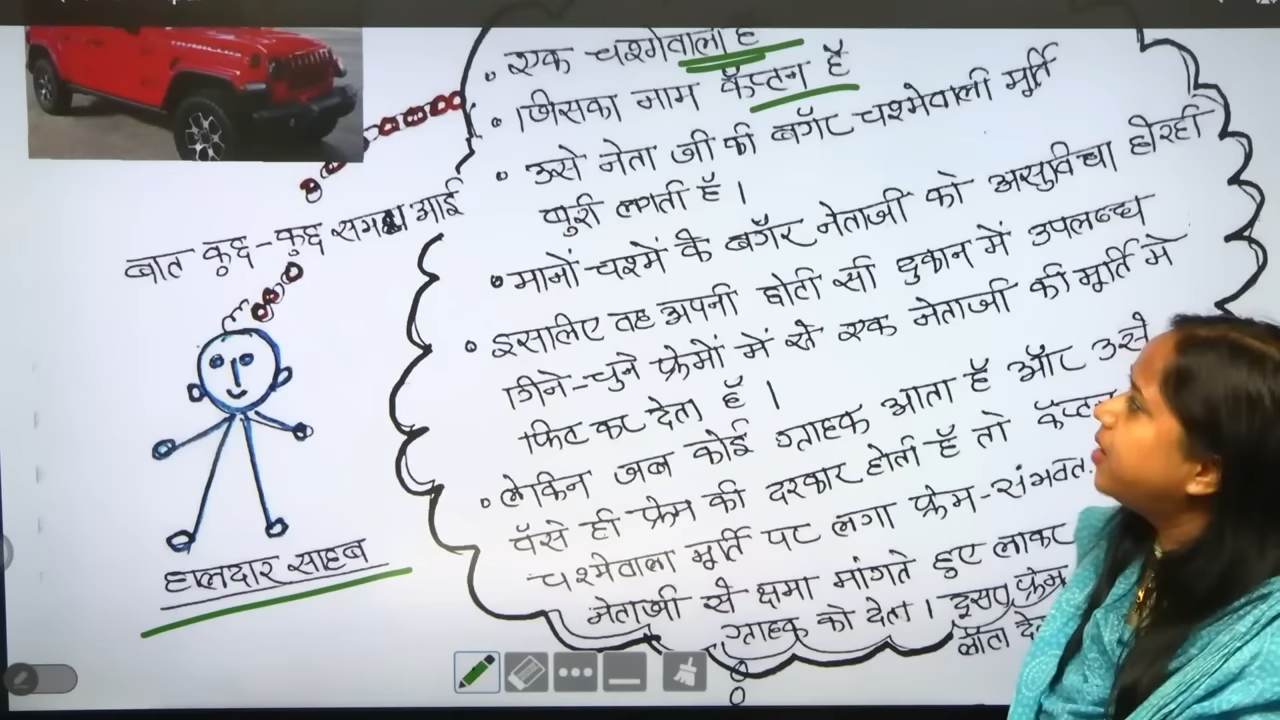 • एक चश्मेवाला है
• जिसका नाम कैप्टन है
• उसे नेता जी की बगैर चश्मेवाली मूर्ति
बुरी लगती है ।
• मानों चश्में के बगैर नेताजी को असुविधा हो रही
• इसलिए वह अपनी छोटी सी दुकान में उपलब्ध
गिने-चुने फ्रेमों में से एक नेताजी की मूर्ति में
फिट कर देता है ।
• लेकिन जब कोई ग्राहक आता है और उसे
वैसे ही फ्रेम की दरकार होती है तो कैप्टन
चश्मेवाला मूर्ति पर लगा फ्रेम-संभवत
नेताजी से क्षमा मांगते हुए लाकर
ग्राहक को देता । दूसरा फ्रेम
लौटा
बात कुछ-कुछ समझ आई
हालदार साहब